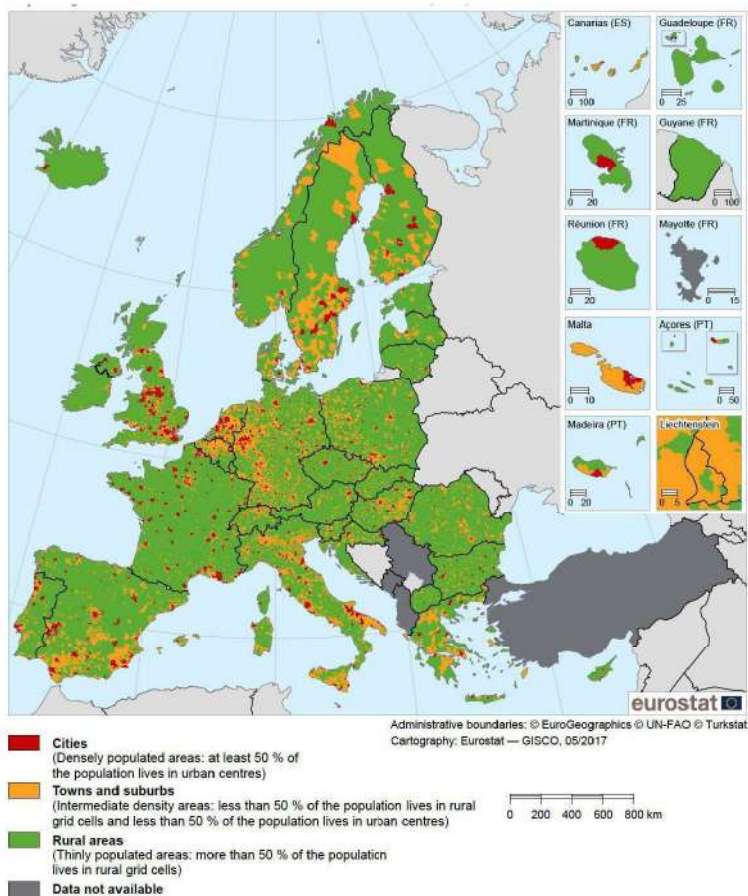 Canarias (ES)
0 100
Guadeloupe (FR)
0 25
Martinique (FR)
0 20
Guyane (FR)
0 100
Réunion (FR)
0 20
Mayotte (FR)
0 15
Malta
0 10
Açores (PT)
0 50
Madeira (PT)
0 20
Liechtenstein
0 5
eurostat
Administrative boundaries: © EuroGeographics © UN-FAO © Turkstat
Cartography: Eurostat — GISCO, 05/2017
Cities
(Densely populated areas: at least 50 % of
the population lives in urban centres)
Towns and suburbs
(Intermediate density areas: less than 50 % of the population lives in rural
grid cells and less than 50 % of the population lives in urban centres)
Rural areas
(Thinly populated areas: more than 50 % of the population
lives in rural grid cells)
Data not available
0 200 400 600 800 km